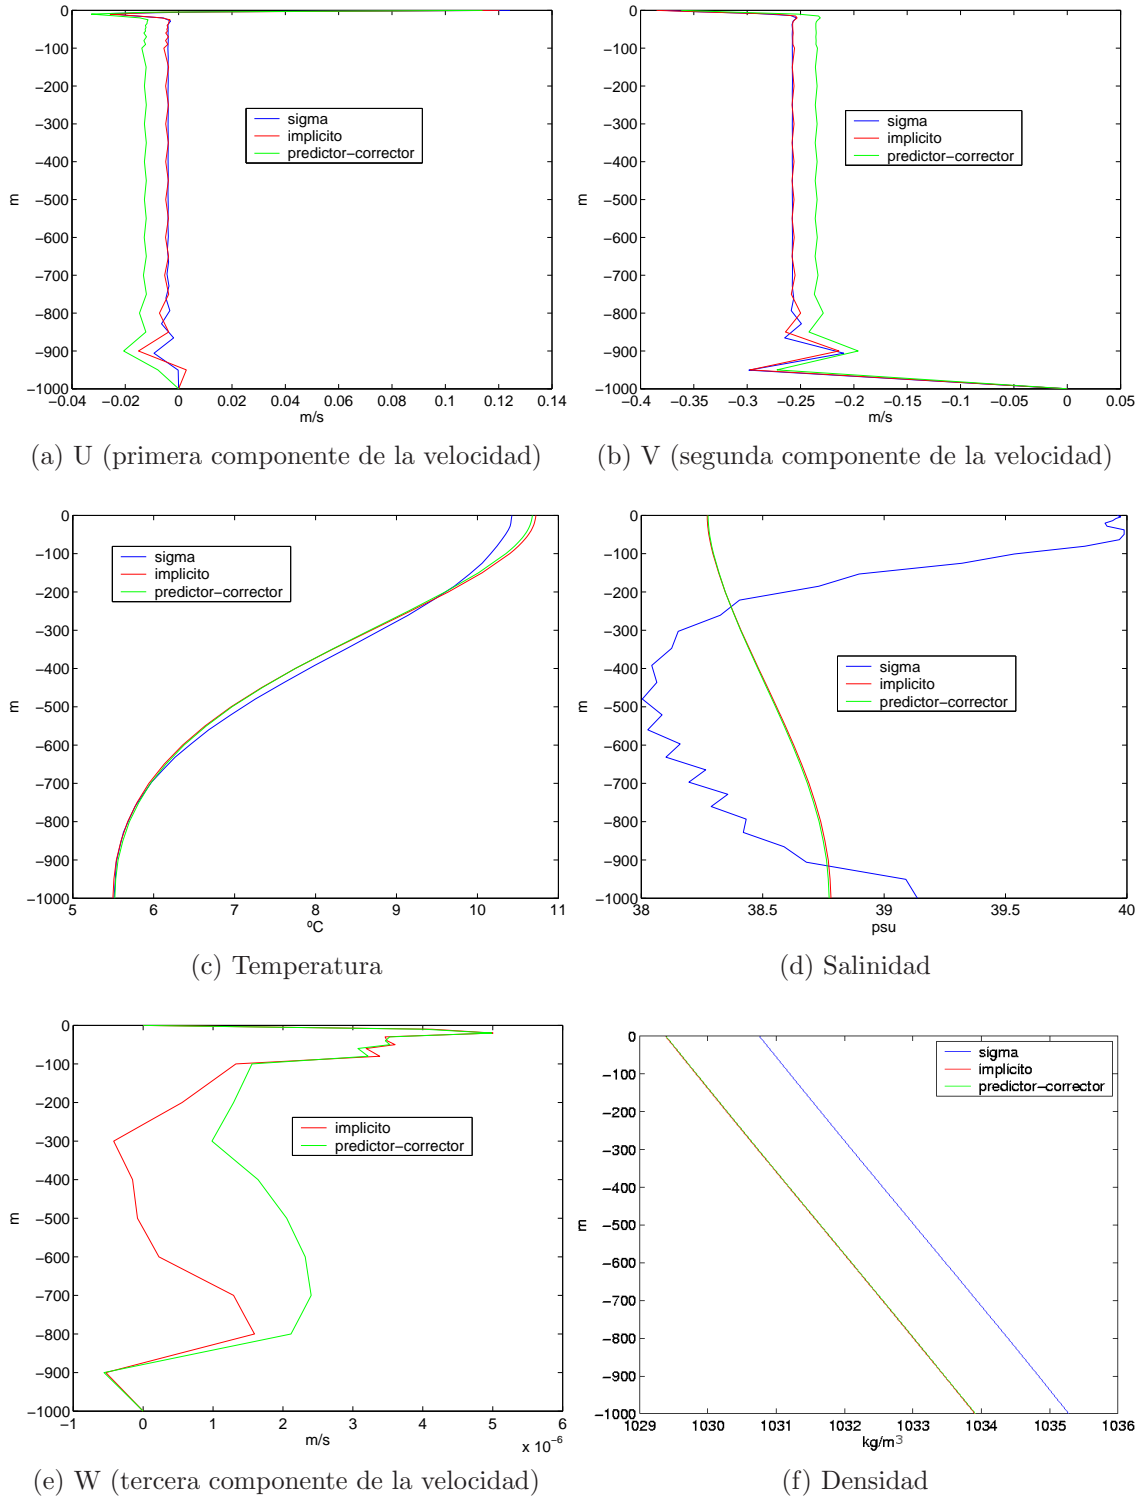 0
−100
−200
−300
−400
−500
−600
−700
−800
−900
−1000
m
−0.04 −0.02 0 0.02 0.04 0.06 0.08 0.1 0.12 0.14
m/s
sigma
implicito
predictor−corrector
(a) U (primera componente de la velocidad)
0
−100
−200
−300
−400
−500
−600
−700
−800
−900
−1000
m
−0.4 −0.35 −0.3 −0.25 −0.2 −0.15 −0.1 −0.05 0 0.05
m/s
sigma
implicito
predictor−corrector
(b) V (segunda componente de la velocidad)
0
−100
−200
−300
−400
−500
−600
−700
−800
−900
−1000
m
5 6 7 8 9 10 11
ºC
sigma
implicito
predictor−corrector
(c) Temperatura
0
−100
−200
−300
−400
−500
−600
−700
−800
−900
−1000
m
38 38.5 39 39.5 40
psu
sigma
implicito
predictor−corrector
(d) Salinidad
0
−100
−200
−300
−400
−500
−600
−700
−800
−900
−1000
m
−1 0 1 2 3 4 5 6
m/s
x 10⁻⁶
implicito
predictor−corrector
(e) W (tercera componente de la velocidad)
0
−100
−200
−300
−400
−500
−600
−700
−800
−900
−1000
m
1029 1030 1031 1032 1033 1034 1035 1036
kg/m³
sigma
implicito
predictor−corrector
(f) Densidad